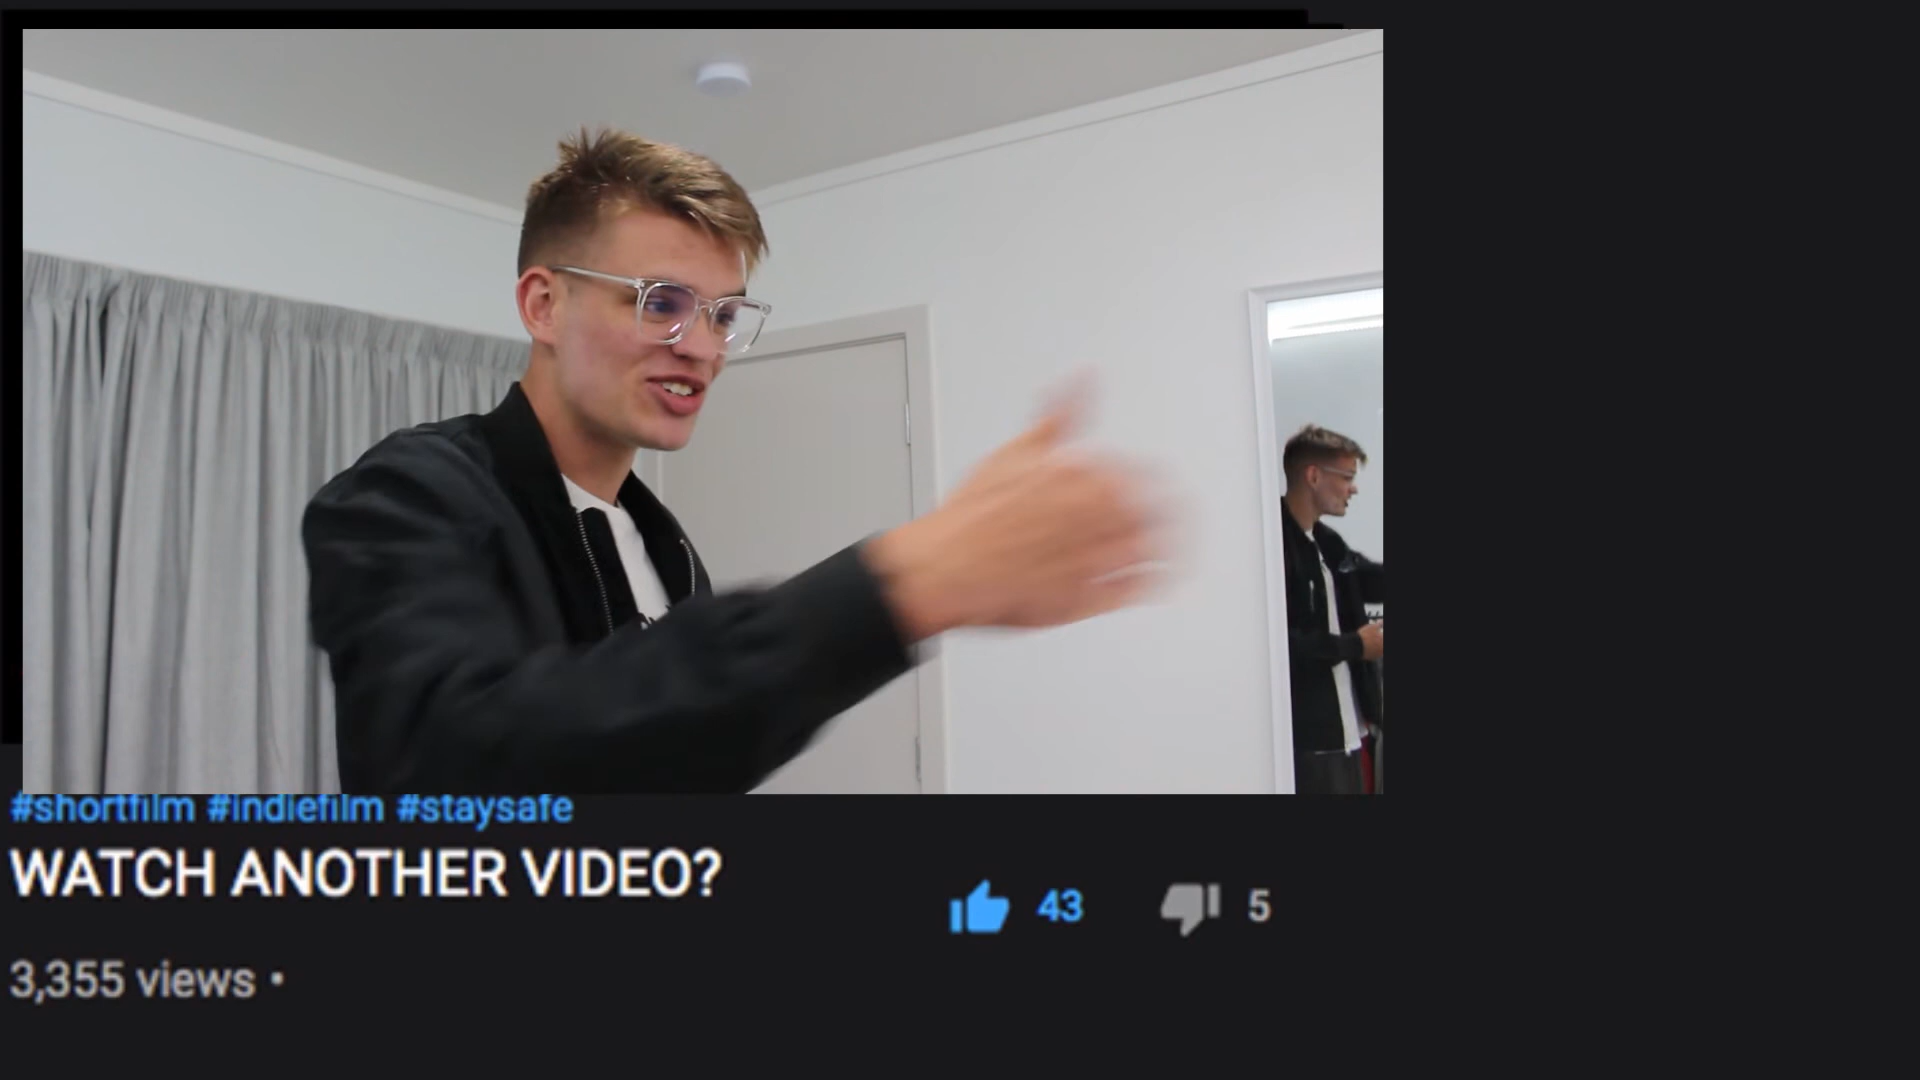 #shortfilm #indiefilm #staysafe
WATCH ANOTHER VIDEO?
43
5
3,355 views •